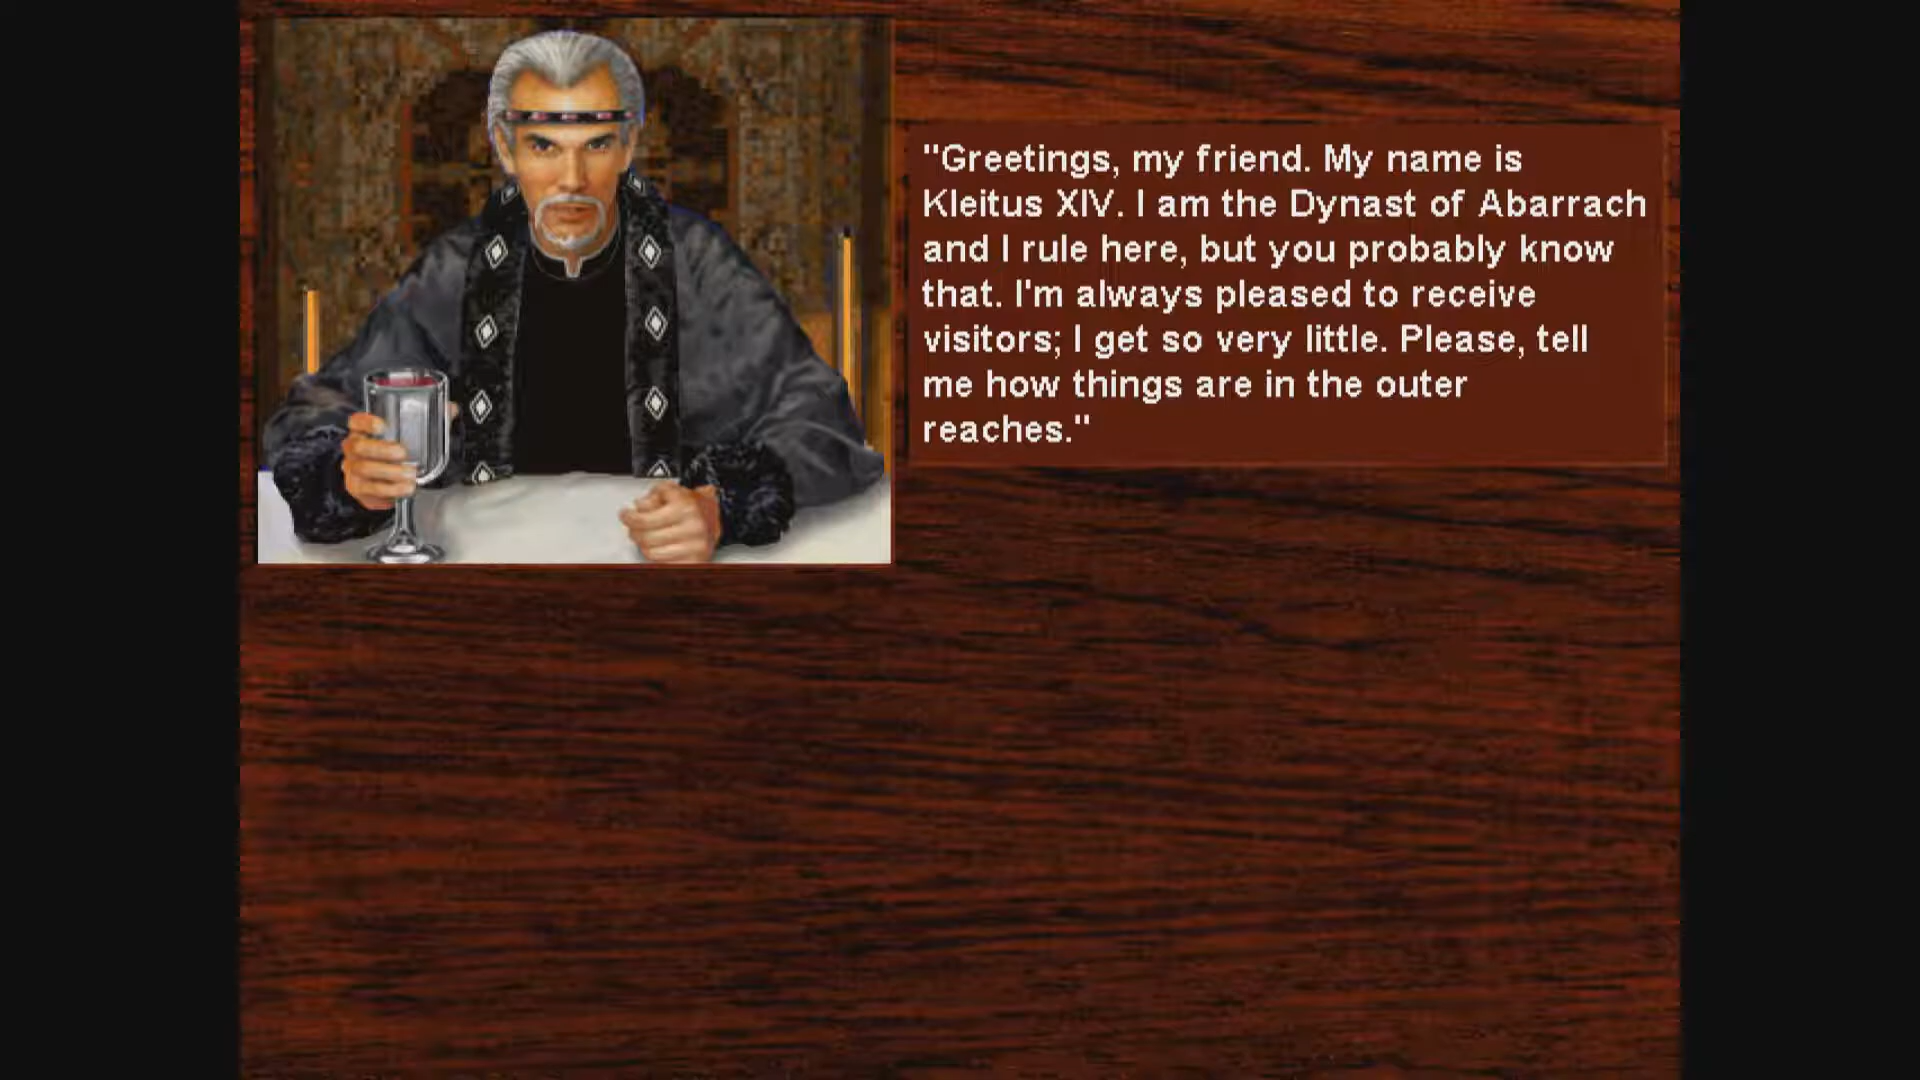 "Greetings, my friend. My name is
Kleitus XIV. I am the Dynast of Abarrach
and I rule here, but you probably know
that. I'm always pleased to receive
visitors; I get so very little. Please, tell
me how things are in the outer
reaches."